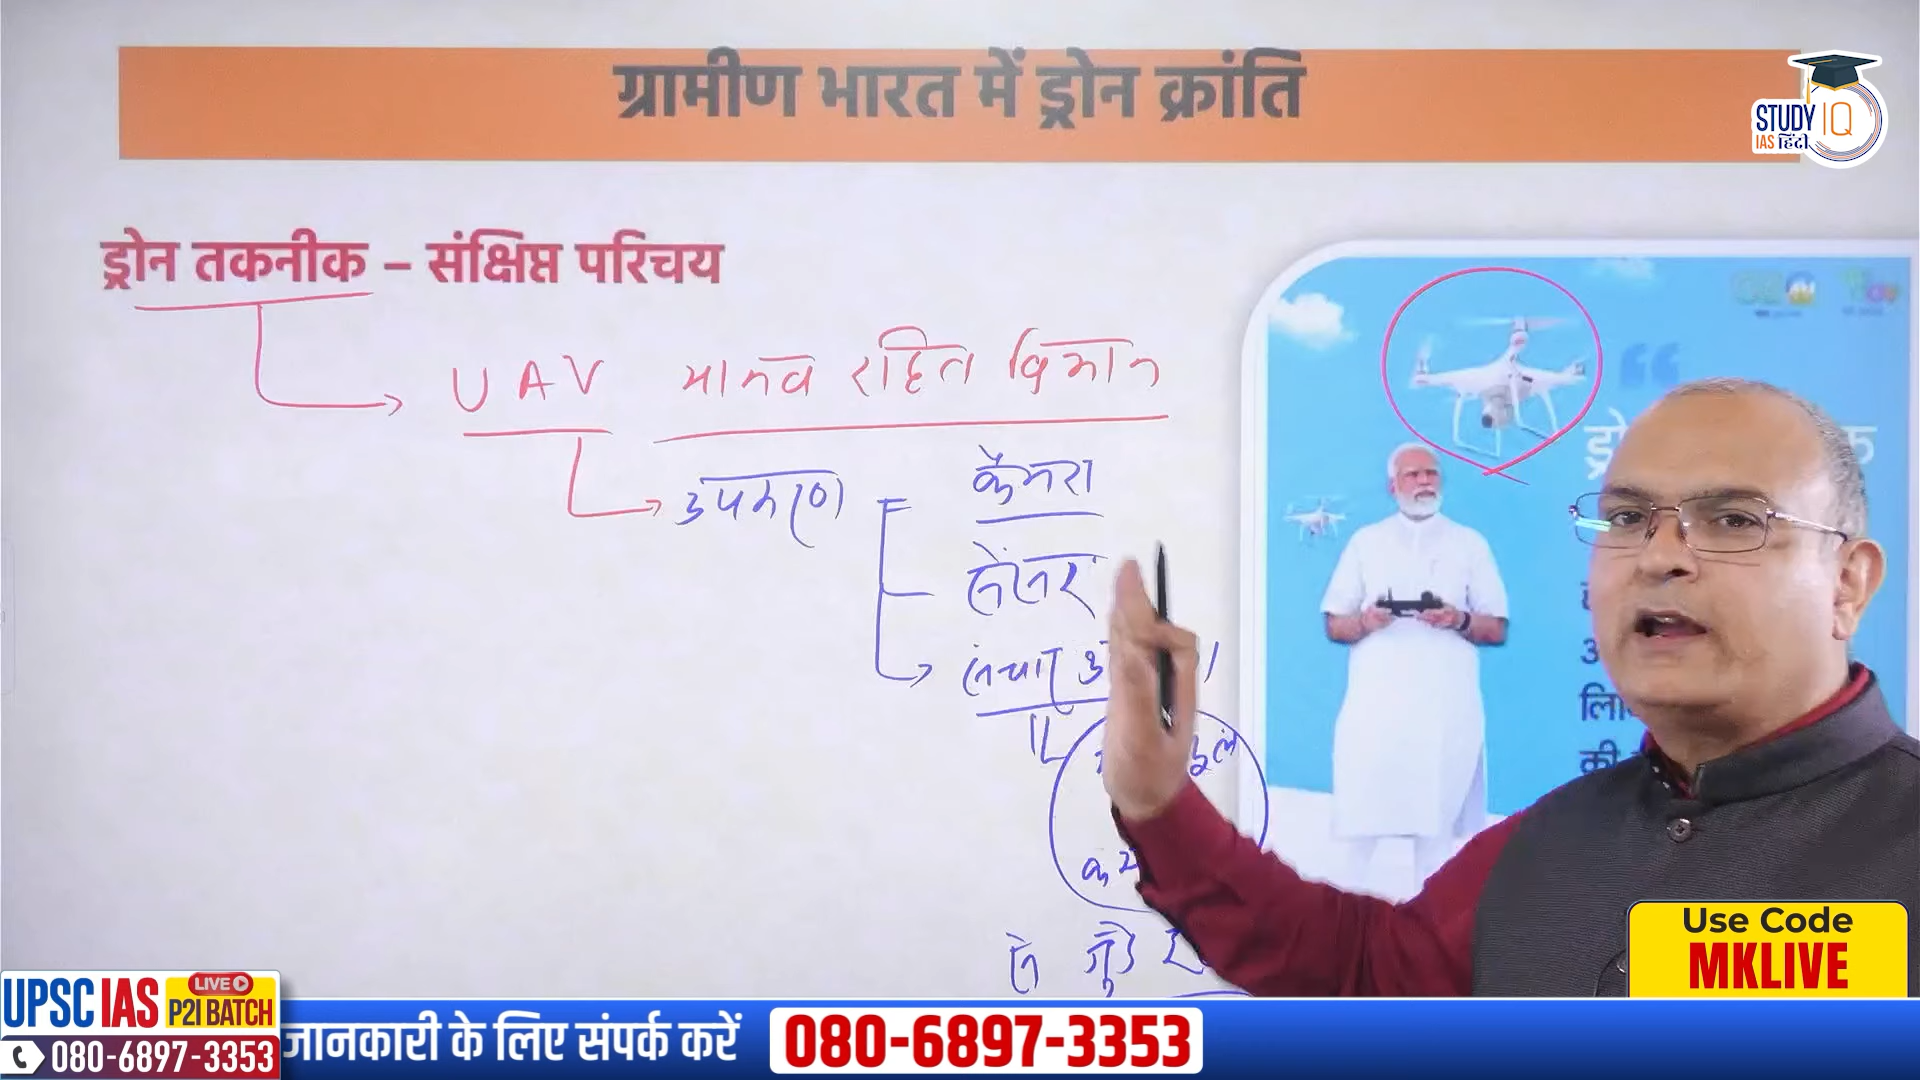 ग्रामीण भारत में ड्रोन क्रांति
STUDY IQ
IAS हिंदी
ड्रोन तकनीक – संक्षिप्त परिचय
UAV मानव रहित विमान
उपकरण
कैमरा
सेंसर
संचार
से जुड़े
ड्रो
लि
की
Use Code
MKLIVE
UPSC IAS
LIVE
P2I BATCH
080-6897-3353
जानकारी के लिए संपर्क करें
080-6897-3353